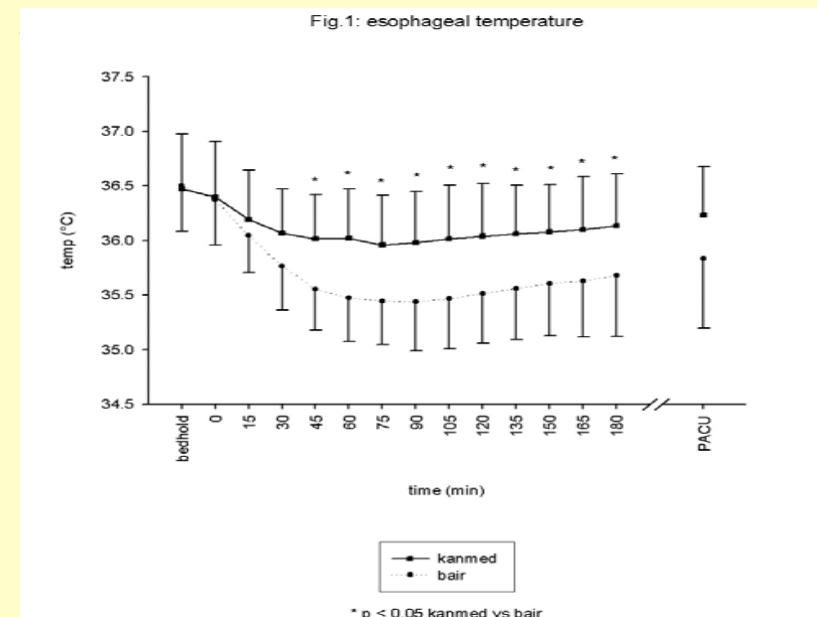 Fig.1: esophageal temperature
37.5
37.0
36.5
36.0
35.5
35.0
34.5
temp (°C)
* * * * * * * * * *
bedhold 0 15 30 45 60 75 90 105 120 135 150 165 180 PACU
time (min)
kanmed
bair
* p < 0.05 kanmed vs bair